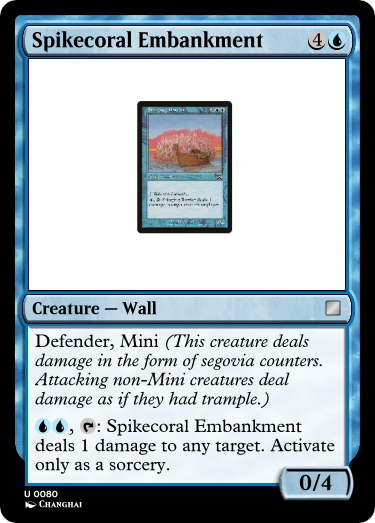 Spikecoral Embankment 4
Creature — Wall
Defender, Mini (This creature deals
damage in the form of segovia counters.
Attacking non-Mini creatures deal
damage as if they had trample.)
: Spikecoral Embankment
deals 1 damage to any target. Activate
only as a sorcery.
0/4
U 0080
Changhai